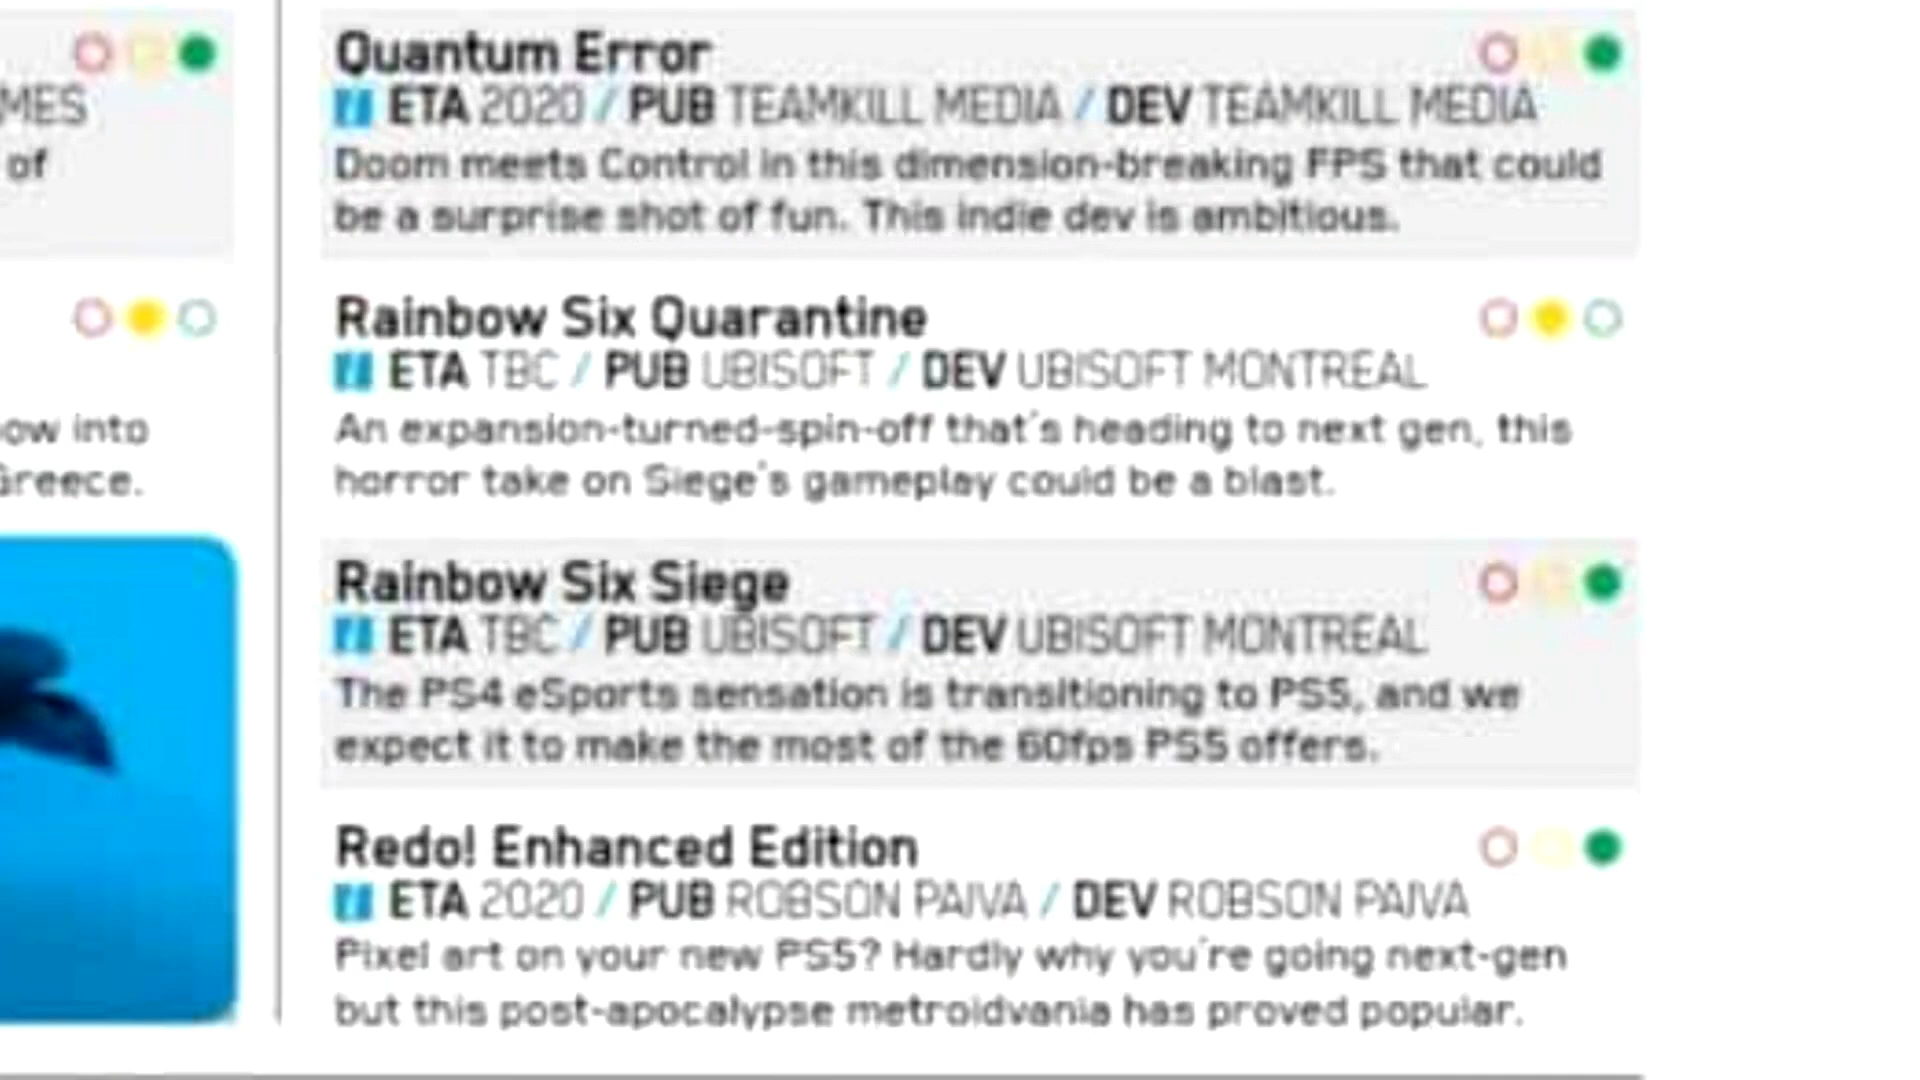 MES
of
ow into
Greece.
Quantum Error
ETA 2020 / PUB TEAMKILL MEDIA / DEV TEAMKILL MEDIA
Doom meets Control in this dimension-breaking FPS that could
be a surprise shot of fun. This indie dev is ambitious.
Rainbow Six Quarantine
ETA TBC / PUB UBISOFT / DEV UBISOFT MONTREAL
An expansion-turned-spin-off that's heading to next gen, this
horror take on Siege's gameplay could be a blast.
Rainbow Six Siege
ETA TBC / PUB UBISOFT / DEV UBISOFT MONTREAL
The PS4 eSports sensation is transitioning to PS5, and we
expect it to make the most of the 60fps PS5 offers.
Redo! Enhanced Edition
ETA 2020 / PUB ROBSON PAIVA / DEV ROBSON PAIVA
Pixel art on your new PS5? Hardly why you're going next-gen
but this post-apocalypse metroidvania has proved popular.